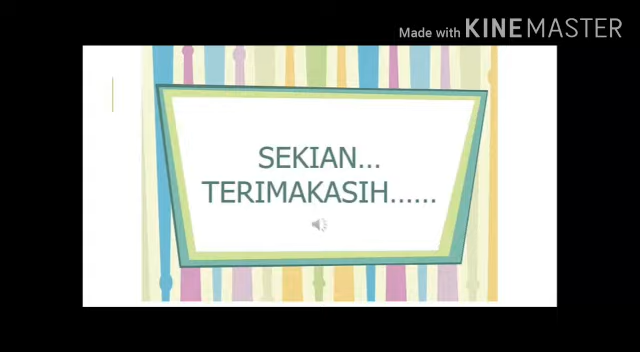 Made with KINEMASTER
SEKIAN...
TERIMAKASIH......